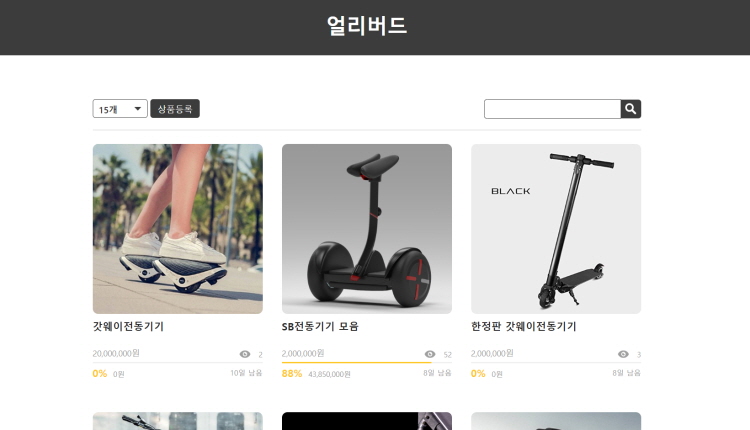 얼리버드
15개 상품등록
BLACK
갓웨이전동기기 SB전동기기 모음 한정판 갓웨이전동기기
20,000,000원 2 2,000,000원 52 2,000,000원 3
0% 0원 10일 남음 88% 43,850,000원 8일 남음 0% 0원 8일 남음